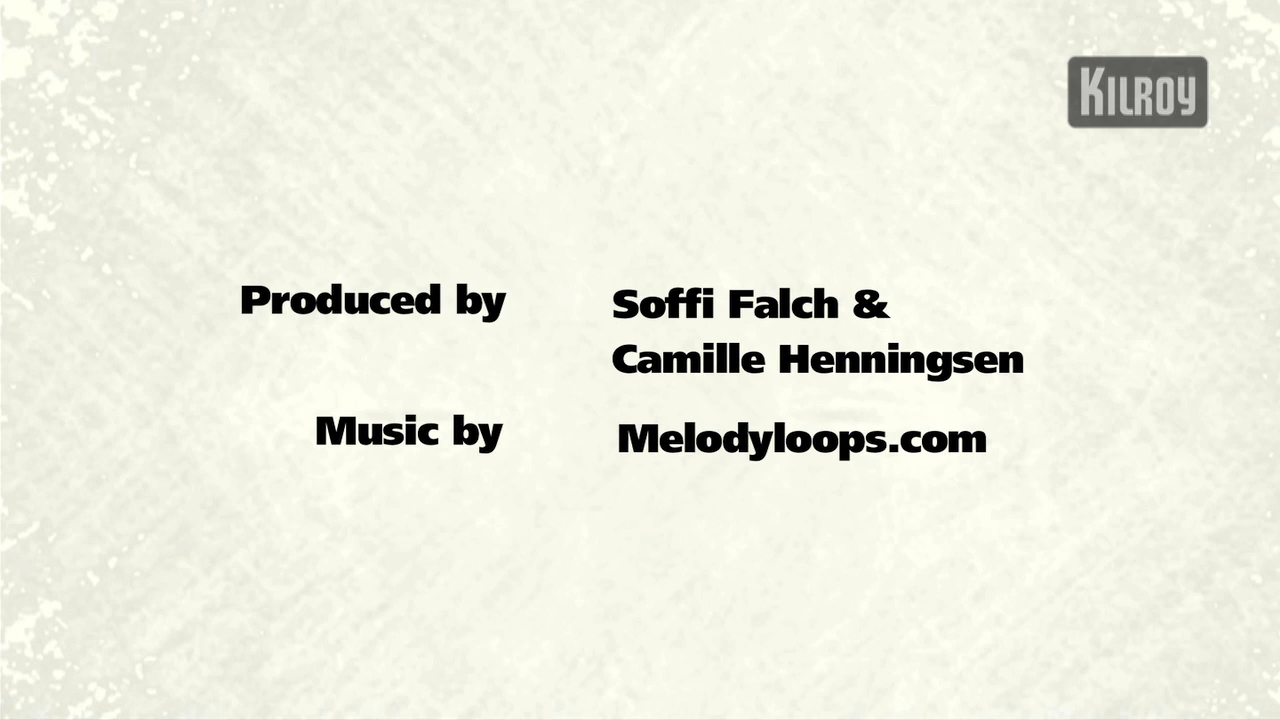 KILROY
Produced by Soffi Falch &
Camille Henningsen
Music by Melodyloops.com